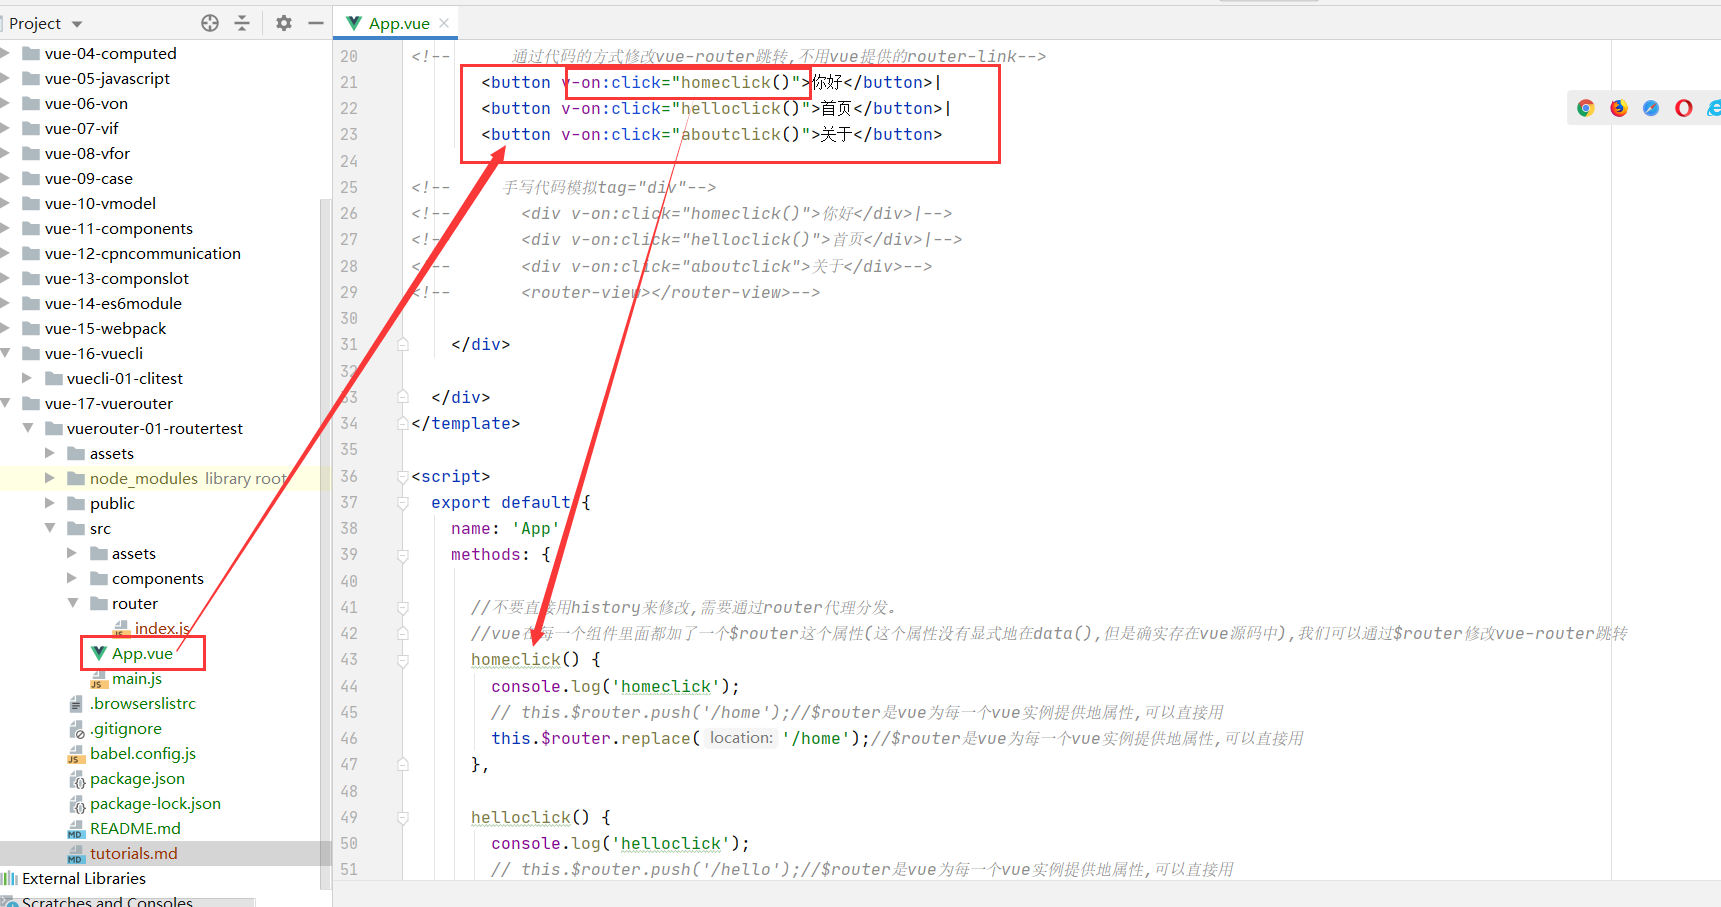 Project
App.vue
vue-04-computed
vue-05-javascript
vue-06-von
vue-07-vif
vue-08-vfor
vue-09-case
vue-10-vmodel
vue-11-components
vue-12-cpncommunication
vue-13-componslot
vue-14-es6module
vue-15-webpack
vue-16-vuecli
vuecli-01-clitest
vue-17-vuerouter
vuerouter-01-routertest
assets
node_modules library root
public
src
assets
components
router
index.js
App.vue
main.js
.browserslistrc
.gitignore
babel.config.js
package.json
package-lock.json
README.md
tutorials.md
External Libraries
Scratches and Consoles
20 <!-- 通过代码的方式修改vue-router跳转,不用vue提供的router-link-->
21 <button v-on:click="homeclick()">你好</button>|
22 <button v-on:click="helloclick()">首页</button>|
23 <button v-on:click="aboutclick()">关于</button>
24
25 <!-- 手写代码模拟tag="div"-->
26 <!-- <div v-on:click="homeclick()">你好</div>|-->
27 <!-- <div v-on:click="helloclick()">首页</div>|-->
28 <!-- <div v-on:click="aboutclick">关于</div>-->
29 <!-- <router-view></router-view>-->
30
31 </div>
32
33 </div>
34 </template>
35
36 <script>
37 export default {
38 name: 'App'
39 methods: {
40
41 //不要直接用history来修改,需要通过router代理分发。
42 //vue在每一个组件里面都加了一个$router这个属性(这个属性没有显式地在data(),但是确实存在vue源码中),我们可以通过$router修改vue-router跳转
43 homeclick() {
44 console.log('homeclick');
45 // this.$router.push('/home');//$router是vue为每一个vue实例提供地属性,可以直接用
46 this.$router.replace( location: '/home');//$router是vue为每一个vue实例提供地属性,可以直接用
47 },
48
49 helloclick() {
50 console.log('helloclick');
51 // this.$router.push('/hello');//$router是vue为每一个vue实例提供地属性,可以直接用